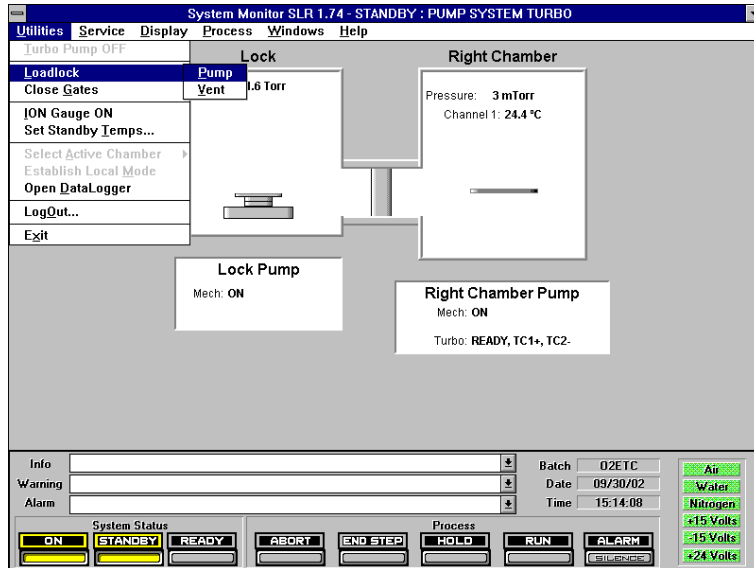 System Monitor SLR 1.74 - STANDBY : PUMP SYSTEM TURBO
Utilities Service Display Process Windows Help
Turbo Pump OFF
Loadlock
Close Gates
ION Gauge ON
Set Standby Temps...
Select Active Chamber
Establish Local Mode
Open DataLogger
LogOut...
Exit
Pump
Vent
Lock
.6 Torr
Right Chamber
Pressure: 3 mTorr
Channel 1: 24.4 ºC
Lock Pump
Mech: ON
Right Chamber Pump
Mech: ON
Turbo: READY, TC1+, TC2-
Info
Warning
Alarm
Batch O2ETC
Date 09/30/02
Time 15:14:08
Air
Water
Nitrogen
+15 Volts
-15 Volts
+24 Volts
System Status
ON STANDBY READY
Process
ABORT END STEP HOLD RUN ALARM
SILENCE